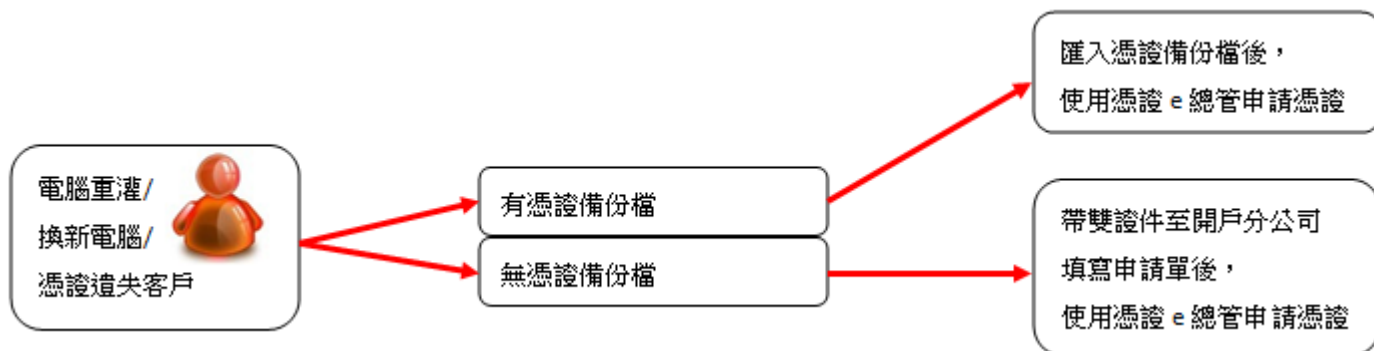 電腦重灌/
換新電腦/
憑證遺失客戶
有憑證備份檔
無憑證備份檔
匯入憑證備份檔後，
使用憑證 e 總管申請憑證
帶雙證件至開戶分公司
填寫申請單後，
使用憑證 e 總管申請憑證